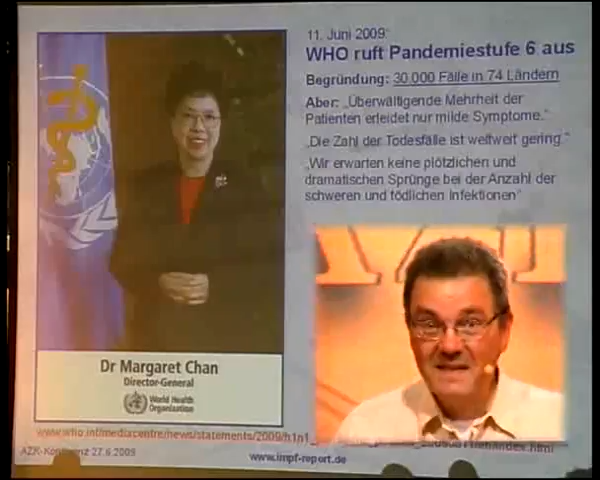 11. Juni 2009:
WHO ruft Pandemiestufe 6 aus
Begründung: 30.000 Fälle in 74 Ländern
Aber: „Überwältigende Mehrheit der
Patienten erleidet nur milde Symptome.“
„Die Zahl der Todesfälle ist weltweit gering.“
„Wir erwarten keine plötzlichen und
dramatischen Sprünge bei der Anzahl der
schweren und tödlichen Infektionen“
Dr Margaret Chan
Director-General
World Health
Organization
www.who.int/mediacentre/news/statements/2009/h1n1_
AZK-Konferenz 27.6.2009
www.impf-report.de